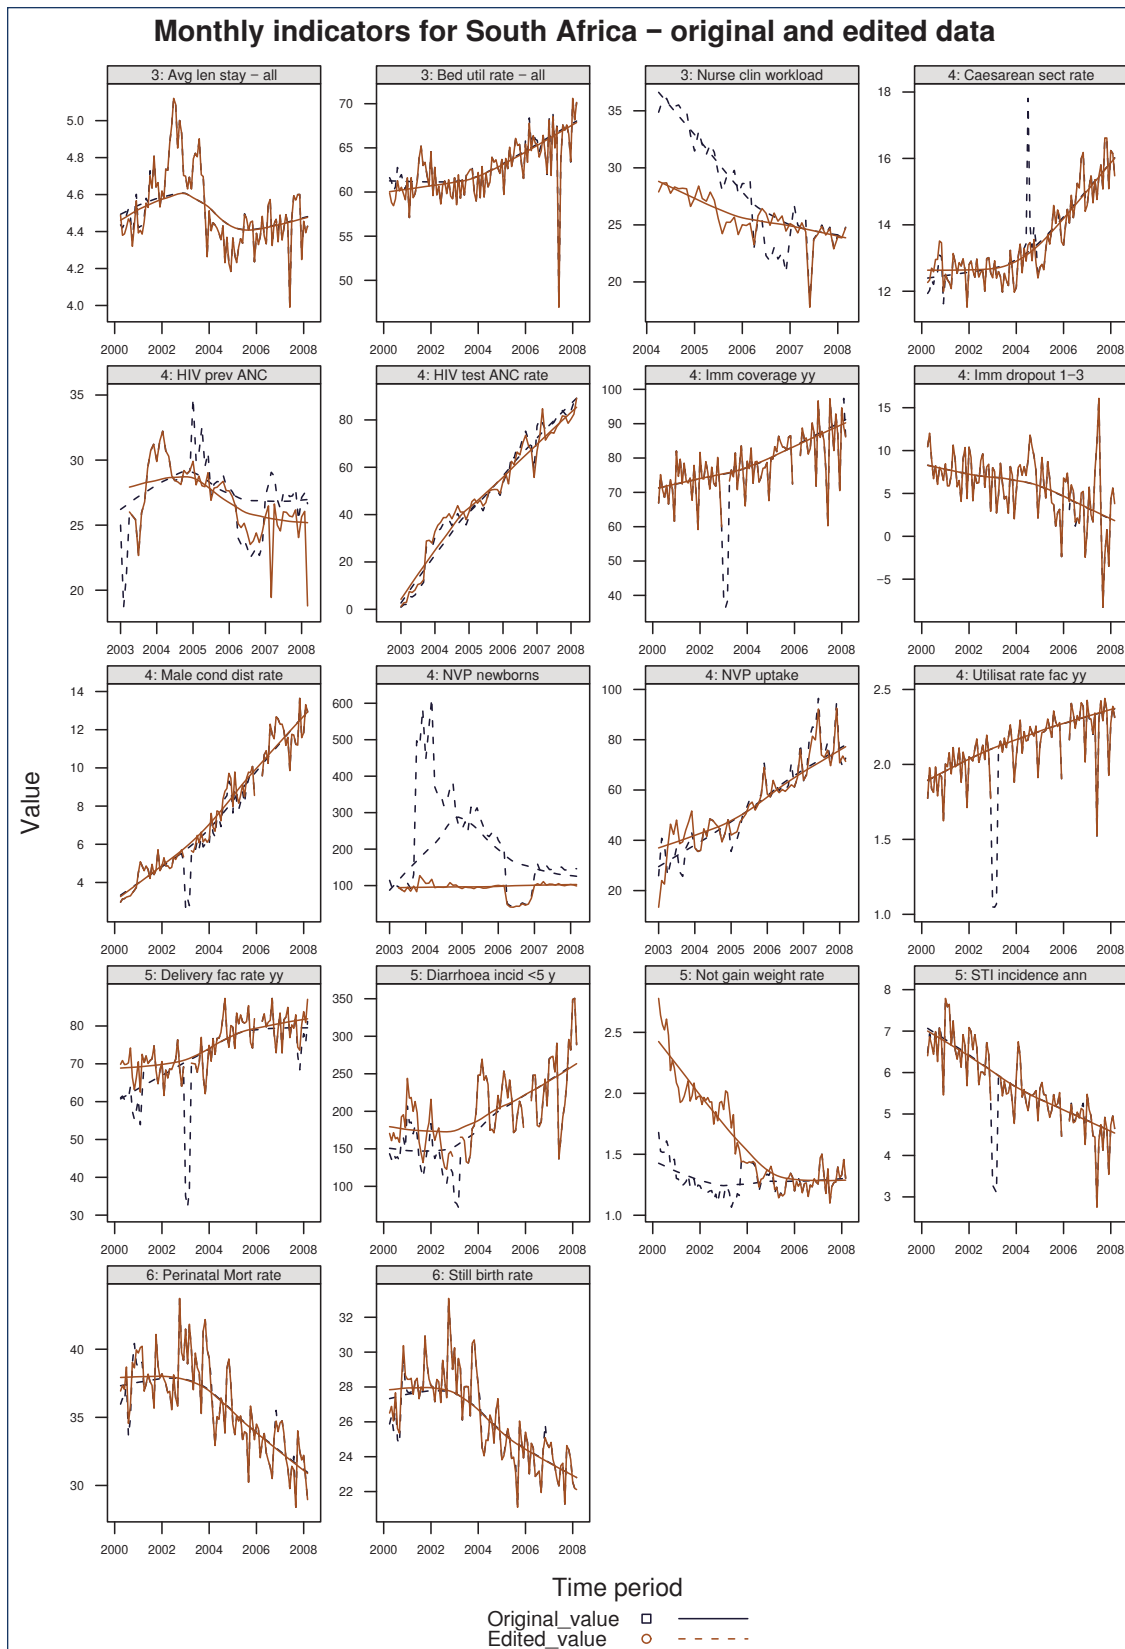 Monthly indicators for South Africa − original and edited data
3: Avg len stay − all
3: Bed util rate − all
3: Nurse clin workload
4: Caesarean sect rate
5.0
4.8
4.6
4.4
4.2
4.0
70
65
60
55
50
35
30
25
20
18
16
14
12
2000 2002 2004 2006 2008
2000 2002 2004 2006 2008
2004 2005 2006 2007 2008
2000 2002 2004 2006 2008
4: HIV prev ANC
4: HIV test ANC rate
4: Imm coverage yy
4: Imm dropout 1−3
35
30
25
20
80
60
40
20
0
100
90
80
70
60
50
40
15
10
5
0
−5
2003 2004 2005 2006 2007 2008
2003 2004 2005 2006 2007 2008
2000 2002 2004 2006 2008
2000 2002 2004 2006 2008
4: Male cond dist rate
4: NVP newborns
4: NVP uptake
4: Utilisat rate fac yy
14
12
10
8
6
4
600
500
400
300
200
100
100
80
60
40
20
2.5
2.0
1.5
1.0
2000 2002 2004 2006 2008
2003 2004 2005 2006 2007 2008
2003 2004 2005 2006 2007 2008
2000 2002 2004 2006 2008
5: Delivery fac rate yy
5: Diarrhoea incid <5 y
5: Not gain weight rate
5: STI incidence ann
80
70
60
50
40
30
350
300
250
200
150
100
2.5
2.0
1.5
1.0
8
7
6
5
4
3
2000 2002 2004 2006 2008
2000 2002 2004 2006 2008
2000 2002 2004 2006 2008
2000 2002 2004 2006 2008
6: Perinatal Mort rate
6: Still birth rate
40
35
30
32
30
28
26
24
22
2000 2002 2004 2006 2008
2000 2002 2004 2006 2008
Value
Time period
Original_value
Edited_value